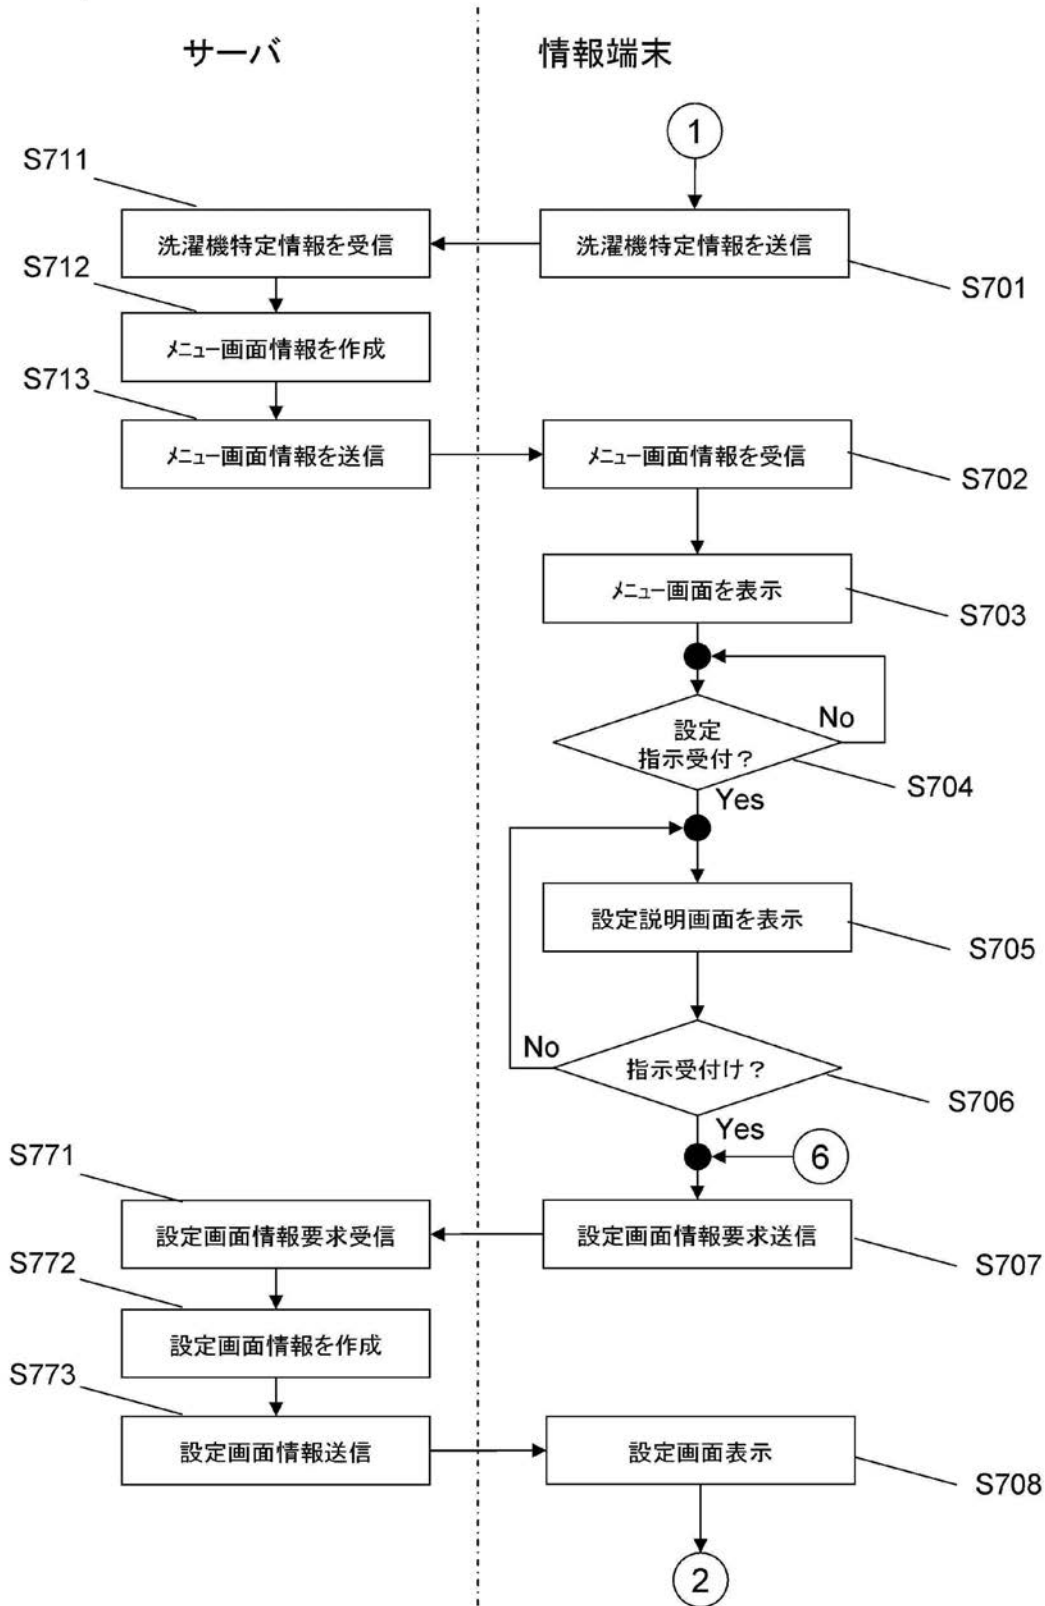 サーバ
情報端末
1
S711
洗濯機特定情報を受信
洗濯機特定情報を送信
S701
S712
メニュー画面情報を作成
S713
メニュー画面情報を送信
メニュー画面情報を受信
S702
メニュー画面を表示
S703
設定
指示受付？
No
S704
Yes
設定説明画面を表示
S705
No
指示受付け？
S706
Yes
6
S771
設定画面情報要求受信
設定画面情報要求送信
S707
S772
設定画面情報を作成
S773
設定画面情報送信
設定画面表示
S708
2